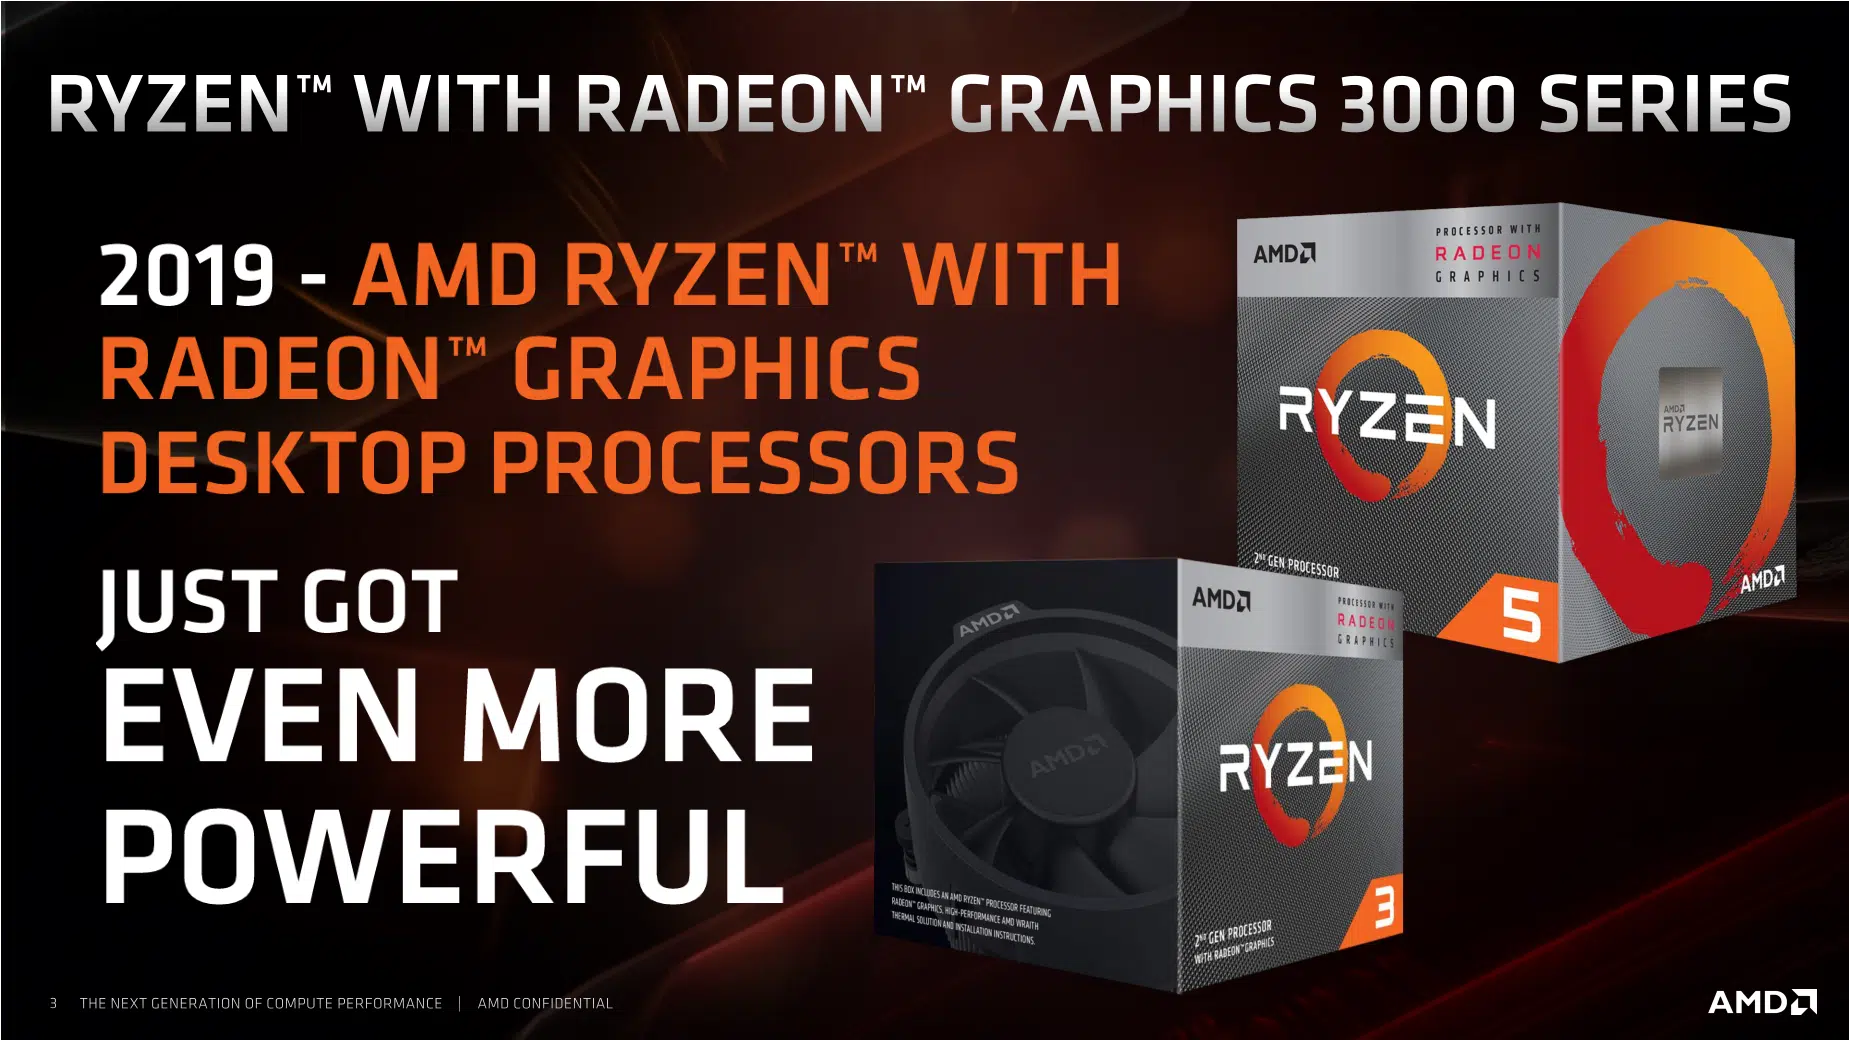 RYZEN™ WITH RADEON™ GRAPHICS 3000 SERIES
2019 - AMD RYZEN™ WITH
RADEON™ GRAPHICS
DESKTOP PROCESSORS
JUST GOT
EVEN MORE
POWERFUL
AMD
PROCESSOR WITH
RADEON
GRAPHICS
RYZEN
2ND GEN PROCESSOR
5
AMD
RYZEN
AMD
AMD
AMD
THIS BOX INCLUDES AN AMD RYZEN™ PROCESSOR FEATURING
RADEON™ GRAPHICS, HIGH-PERFORMANCE AMD WRAITH
THERMAL SOLUTION AND INSTALLATION INSTRUCTIONS.
AMD
PROCESSOR WITH
RADEON
GRAPHICS
RYZEN
3
2ND GEN PROCESSOR
WITH RADEON™ GRAPHICS
3 THE NEXT GENERATION OF COMPUTE PERFORMANCE | AMD CONFIDENTIAL
AMD